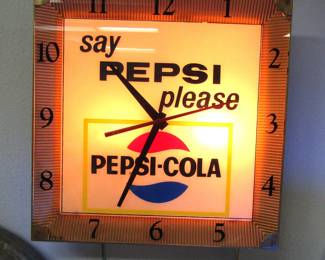 11 12 1
10 2
say
PEPSI
please
9 3
PEPSI-COLA
8 4
7 6 5